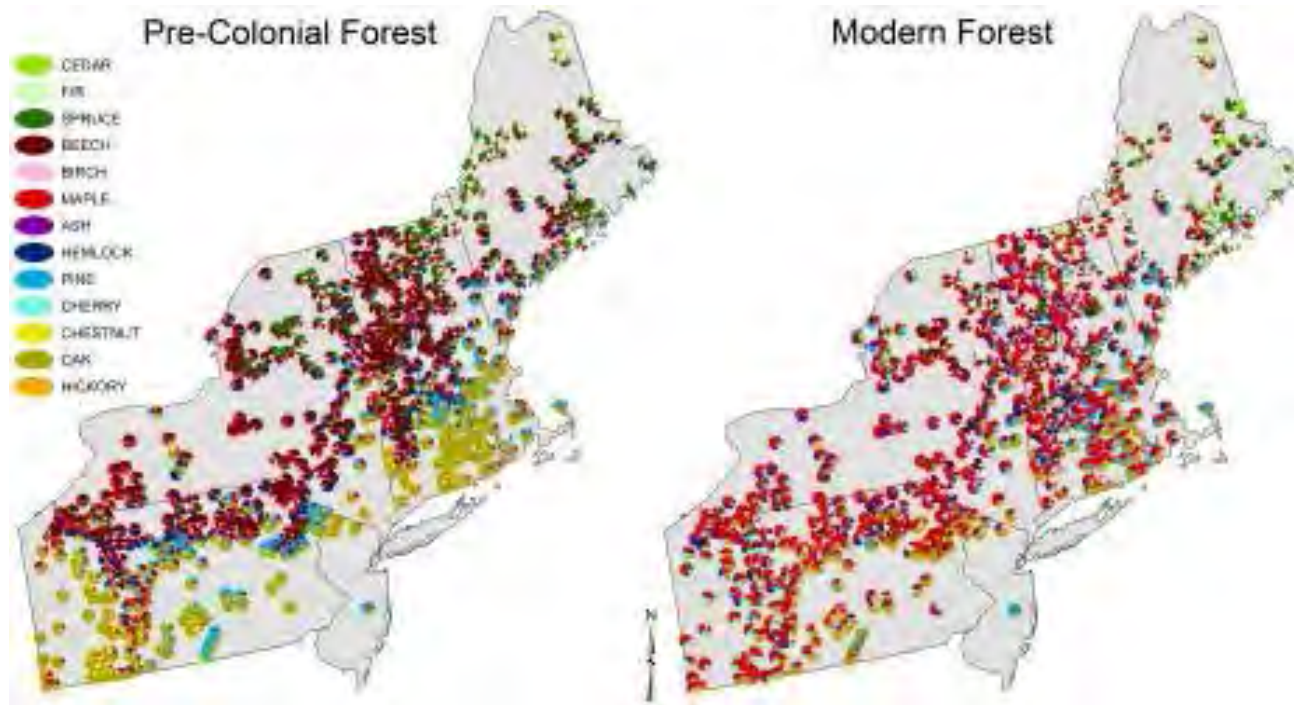 Pre-Colonial Forest
Modern Forest
CEDAR
FIR
SPRUCE
BEECH
BIRCH
MAPLE
ASH
HEMLOCK
PINE
CHERRY
CHESTNUT
OAK
HICKORY
N